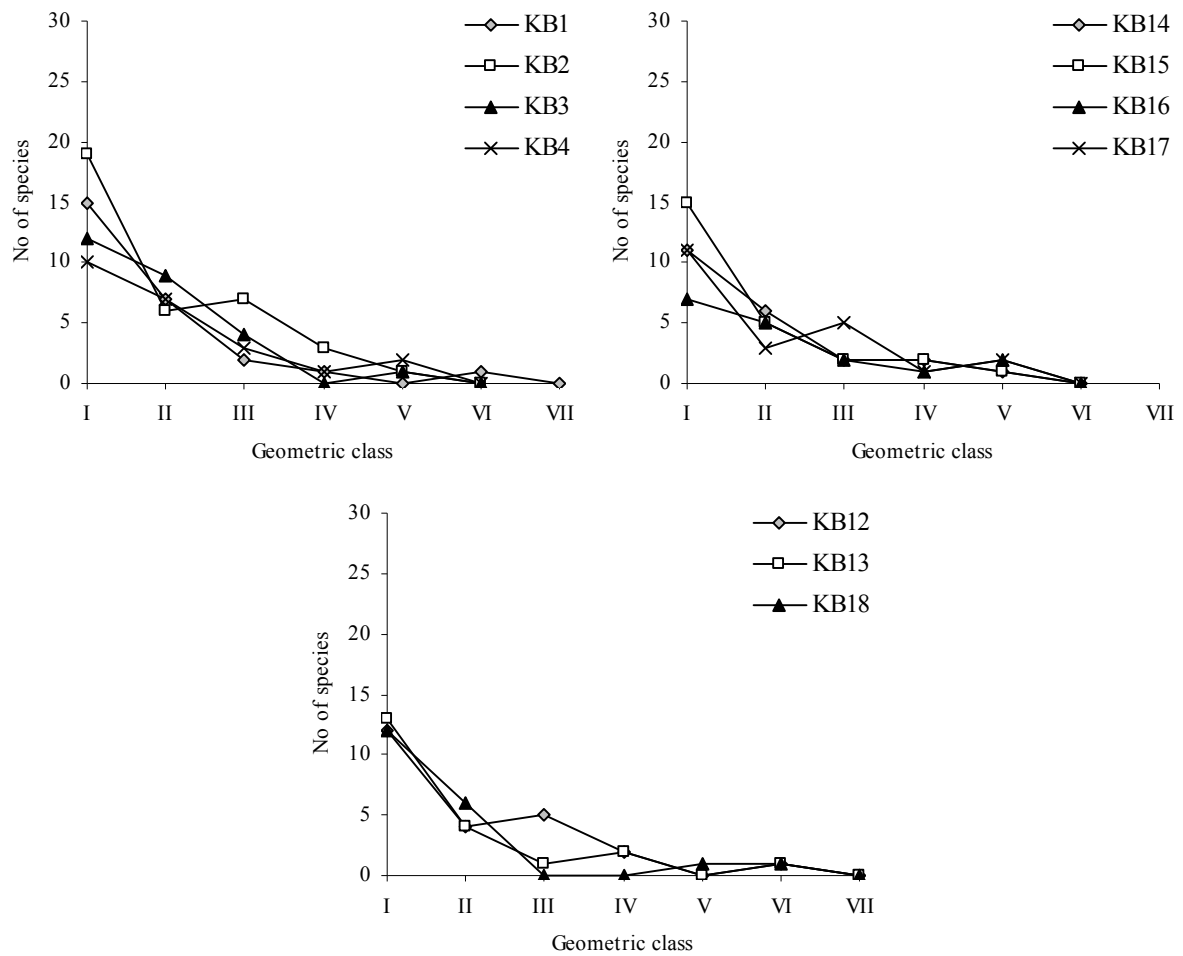 30
25
20
15
10
5
0
No of species
I II III IV V VI VII
Geometric class
KB1
KB2
KB3
KB4
30
25
20
15
10
5
0
No of species
I II III IV V VI VII
Geometric class
KB14
KB15
KB16
KB17
30
25
20
15
10
5
0
No of species
I II III IV V VI VII
Geometric class
KB12
KB13
KB18